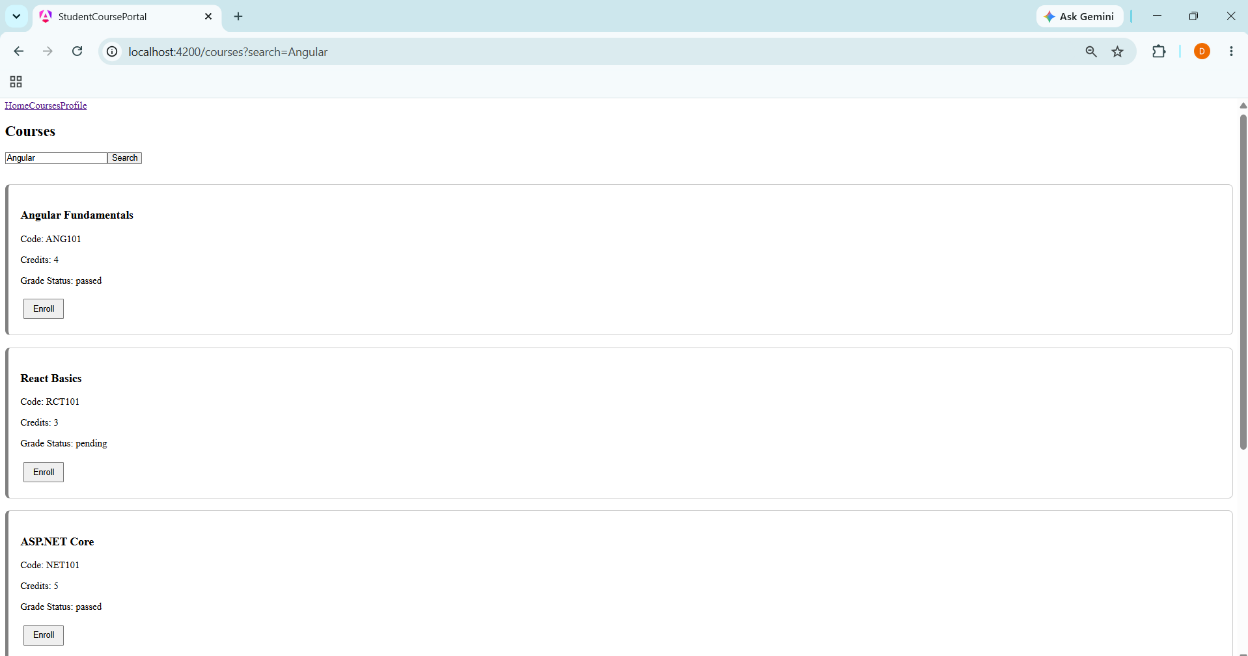 StudentCoursePortal
Ask Gemini
localhost:4200/courses?search=Angular
D
HomeCoursesProfile
Courses
Angular Search
Angular Fundamentals
Code: ANG101
Credits: 4
Grade Status: passed
Enroll
React Basics
Code: RCT101
Credits: 3
Grade Status: pending
Enroll
ASP.NET Core
Code: NET101
Credits: 5
Grade Status: passed
Enroll